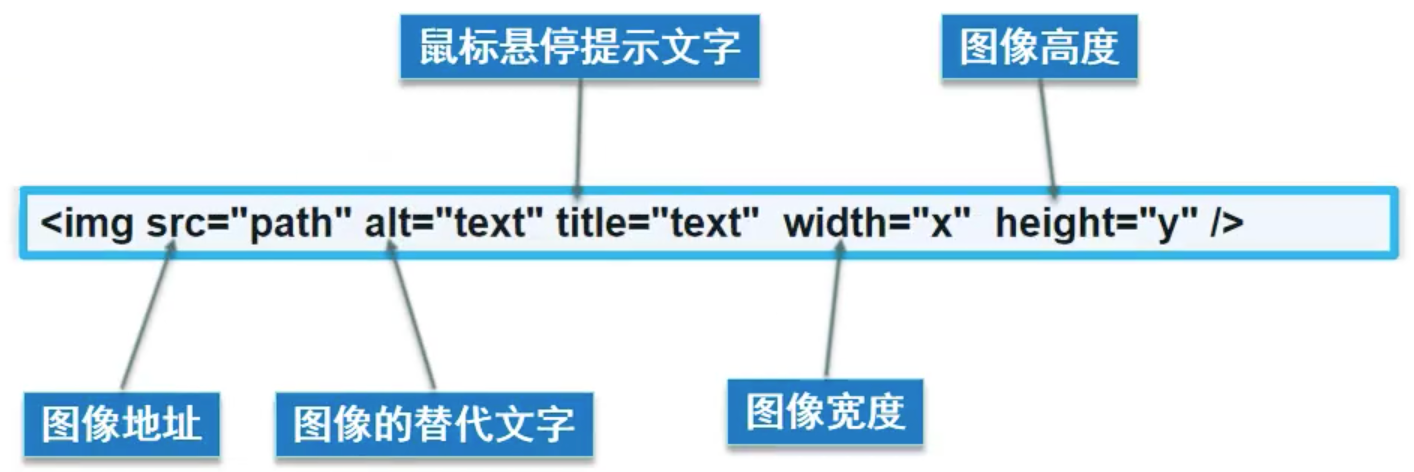 鼠标悬停提示文字
图像高度
<img src="path" alt="text" title="text" width="x" height="y" />
图像地址
图像的替代文字
图像宽度